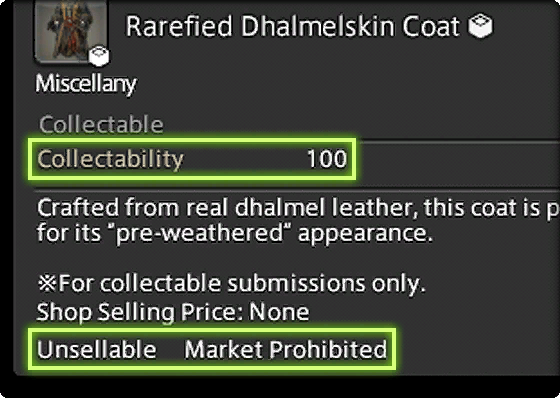 Rarefied Dhalmelskin Coat
Miscellany
Collectable
Collectability 100
Crafted from real dhalmel leather, this coat is p
for its "pre-weathered" appearance.
※For collectable submissions only.
Shop Selling Price: None
Unsellable Market Prohibited